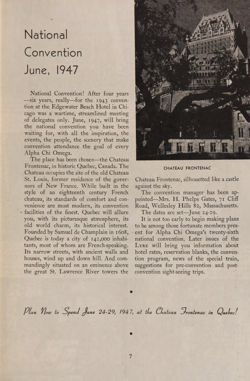 National
Convention
June, 1947
National Convention! After four years
—six years, really—for the 1943 conven-
tion at the Edgewater Beach Hotel in Chi-
cago was a wartime, streamlined meeting
of delegates only. June, 1947, will bring
the national convention you have been
waiting for, with all the inspiration, the
events, the people, the scenery that make
convention attendance the goal of every
Alpha Chi Omega.
The place has been chosen—the Chateau
Frontenac, in historic Quebec, Canada. The
Chateau occupies the site of the old Chateau
St. Louis, former residence of the gover-
nors of New France. While built in the
style of an eighteenth century French
chateau, its standards of comfort and con-
venience are most modern, its convention
facilities of the finest. Quebec will allure
you, with its picturesque atmosphere, its
old world charm, its historical interest.
Founded by Samuel de Champlain in 1608,
Quebec is today a city of 142,000 inhabi-
tants, most of whom are French-speaking.
Its narrow streets, with ancient walls and
houses, wind up and down hill. And com-
mandingly situated on an eminence above
the great St. Lawrence River towers the
CHATEAU FRONTENAC
Chateau Frontenac, silhouetted like a castle
against the sky.
The convention manager has been ap-
pointed—Mrs. H. Phelps Gates, 71 Cliff
Road, Wellesley Hills 82, Massachusetts.
The dates are set—June 24-29.
It is not too early to begin making plans
to be among those fortunate members pres-
ent for Alpha Chi Omega's twenty-sixth
national convention. Later issues of the
LYRE will bring you information about
hotel rates, reservation blanks, the conven-
tion program, news of the special train,
suggestions for pre-convention and post-
convention sight-seeing trips.
Plan Now to Spend June 24-29, 1947, at the Chateau Frontenac in Quebec!
7